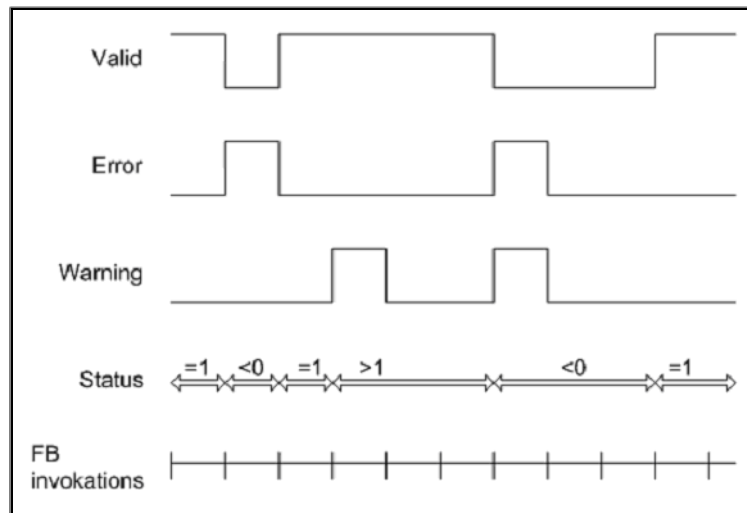 Valid
Error
Warning
Status
=1 <0 =1 >1 <0 =1
FB
invokations